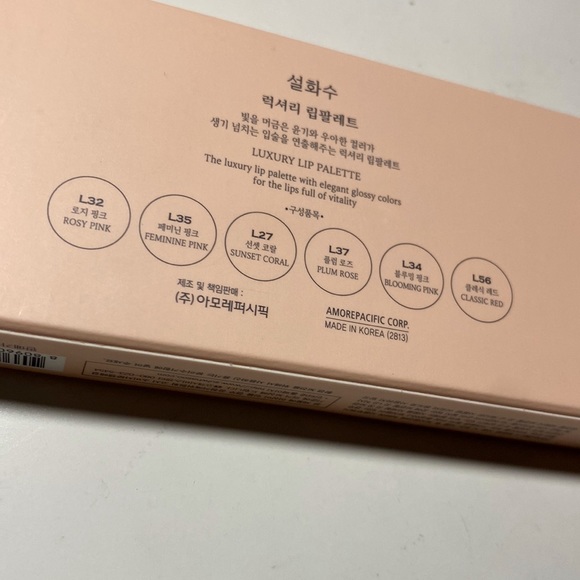 설화수
럭셔리 립팔레트
빛을 머금은 윤기와 우아한 컬러가
생기 넘치는 입술을 연출해주는 럭셔리 립팔레트
LUXURY LIP PALETTE
The luxury lip palette with elegant glossy colors
for the lips full of vitality
•구성품목•
L32
로지 핑크
ROSY PINK
L35
페미닌 핑크
FEMININE PINK
L27
선셋 코랄
SUNSET CORAL
L37
플럼 로즈
PLUM ROSE
L34
블루밍 핑크
BLOOMING PINK
L56
클래식 레드
CLASSIC RED
제조 및 책임판매 :
(주)아모레퍼시픽
AMOREPACIFIC CORP.
MADE IN KOREA (2813)